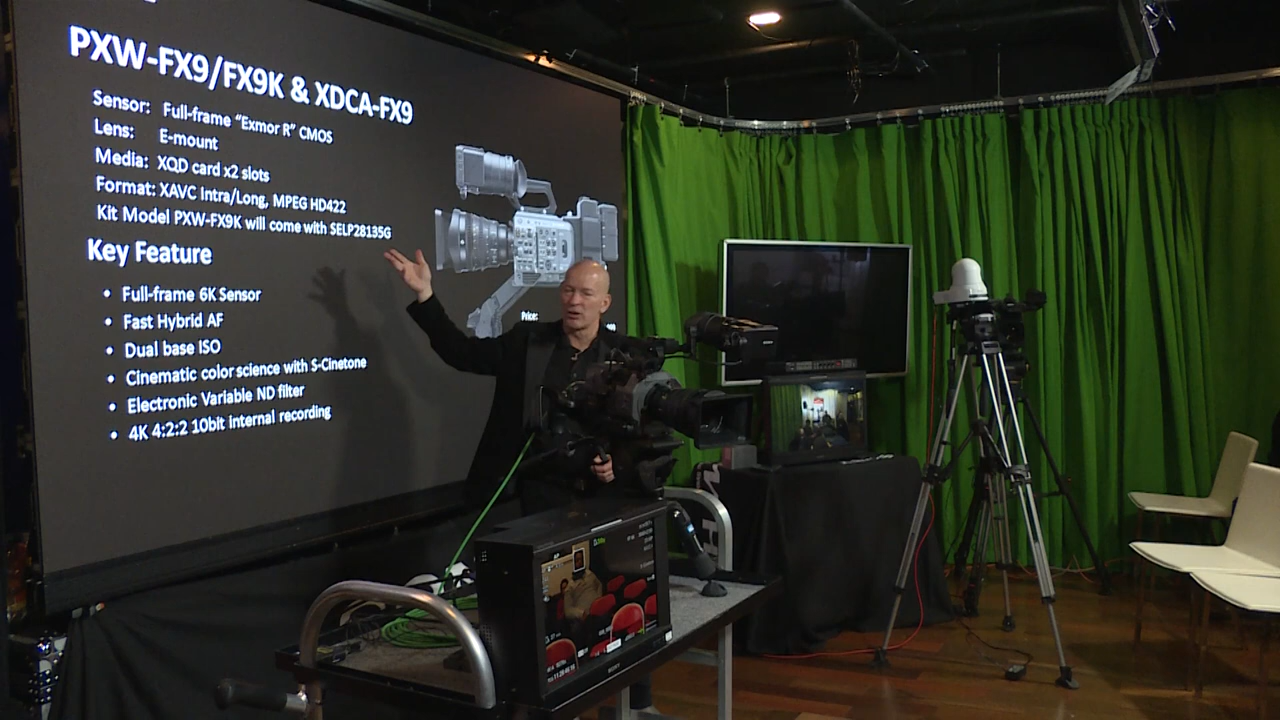 PXW-FX9/FX9K & XDCA-FX9
Sensor: Full-frame "Exmor R" CMOS
Lens: E-mount
Media: XQD card x2 slots
Format: XAVC Intra/Long, MPEG HD422
Kit Model PXW-FX9K will come with SELP28135G
Key Feature
• Full-frame 6K Sensor
• Fast Hybrid AF
• Dual base ISO
• Cinematic color science with S-Cinetone
• Electronic Variable ND filter
• 4K 4:2:2 10bit internal recording
Price:
SONY